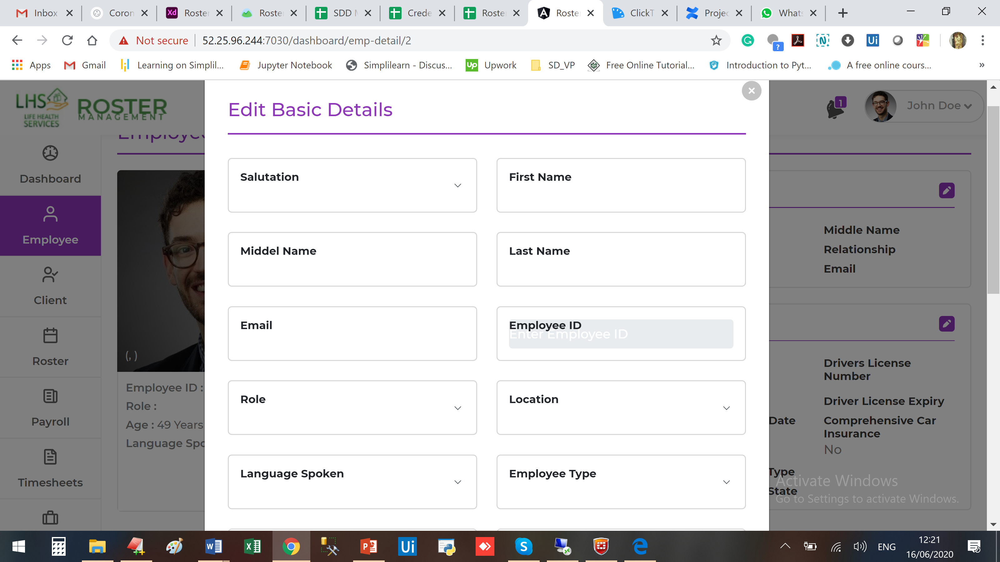 Inbox
Coron
Roster
Roster
SDD M
Crede
Roster
Roster
ClickT
Projec
Whats
Not secure
52.25.96.244:7030/dashboard/emp-detail/2
Apps
Gmail
Learning on Simplil...
Jupyter Notebook
Simplilearn - Discus...
Upwork
SD_VP
Free Online Tutorial...
Introduction to Pyt...
A free online cours...
»
LHS
LIFE HEALTH
SERVICES
ROSTER
MANAGEMENT
1
John Doe
Edit Basic Details
Employee
Dashboard
Employee
Client
Roster
Payroll
Timesheets
(, )
Employee ID :
Role :
Age : 49 Years
Language Spo
Salutation
First Name
Middel Name
Last Name
Email
Employee ID
Enter Employee ID
Role
Location
Language Spoken
Employee Type
Middle Name
Relationship
Email
Drivers License
Number
Driver License Expiry
Date
Comprehensive Car
Insurance
No
Type
State
Activate Windows
Go to Settings to activate Windows.
ENG
12:21
16/06/2020